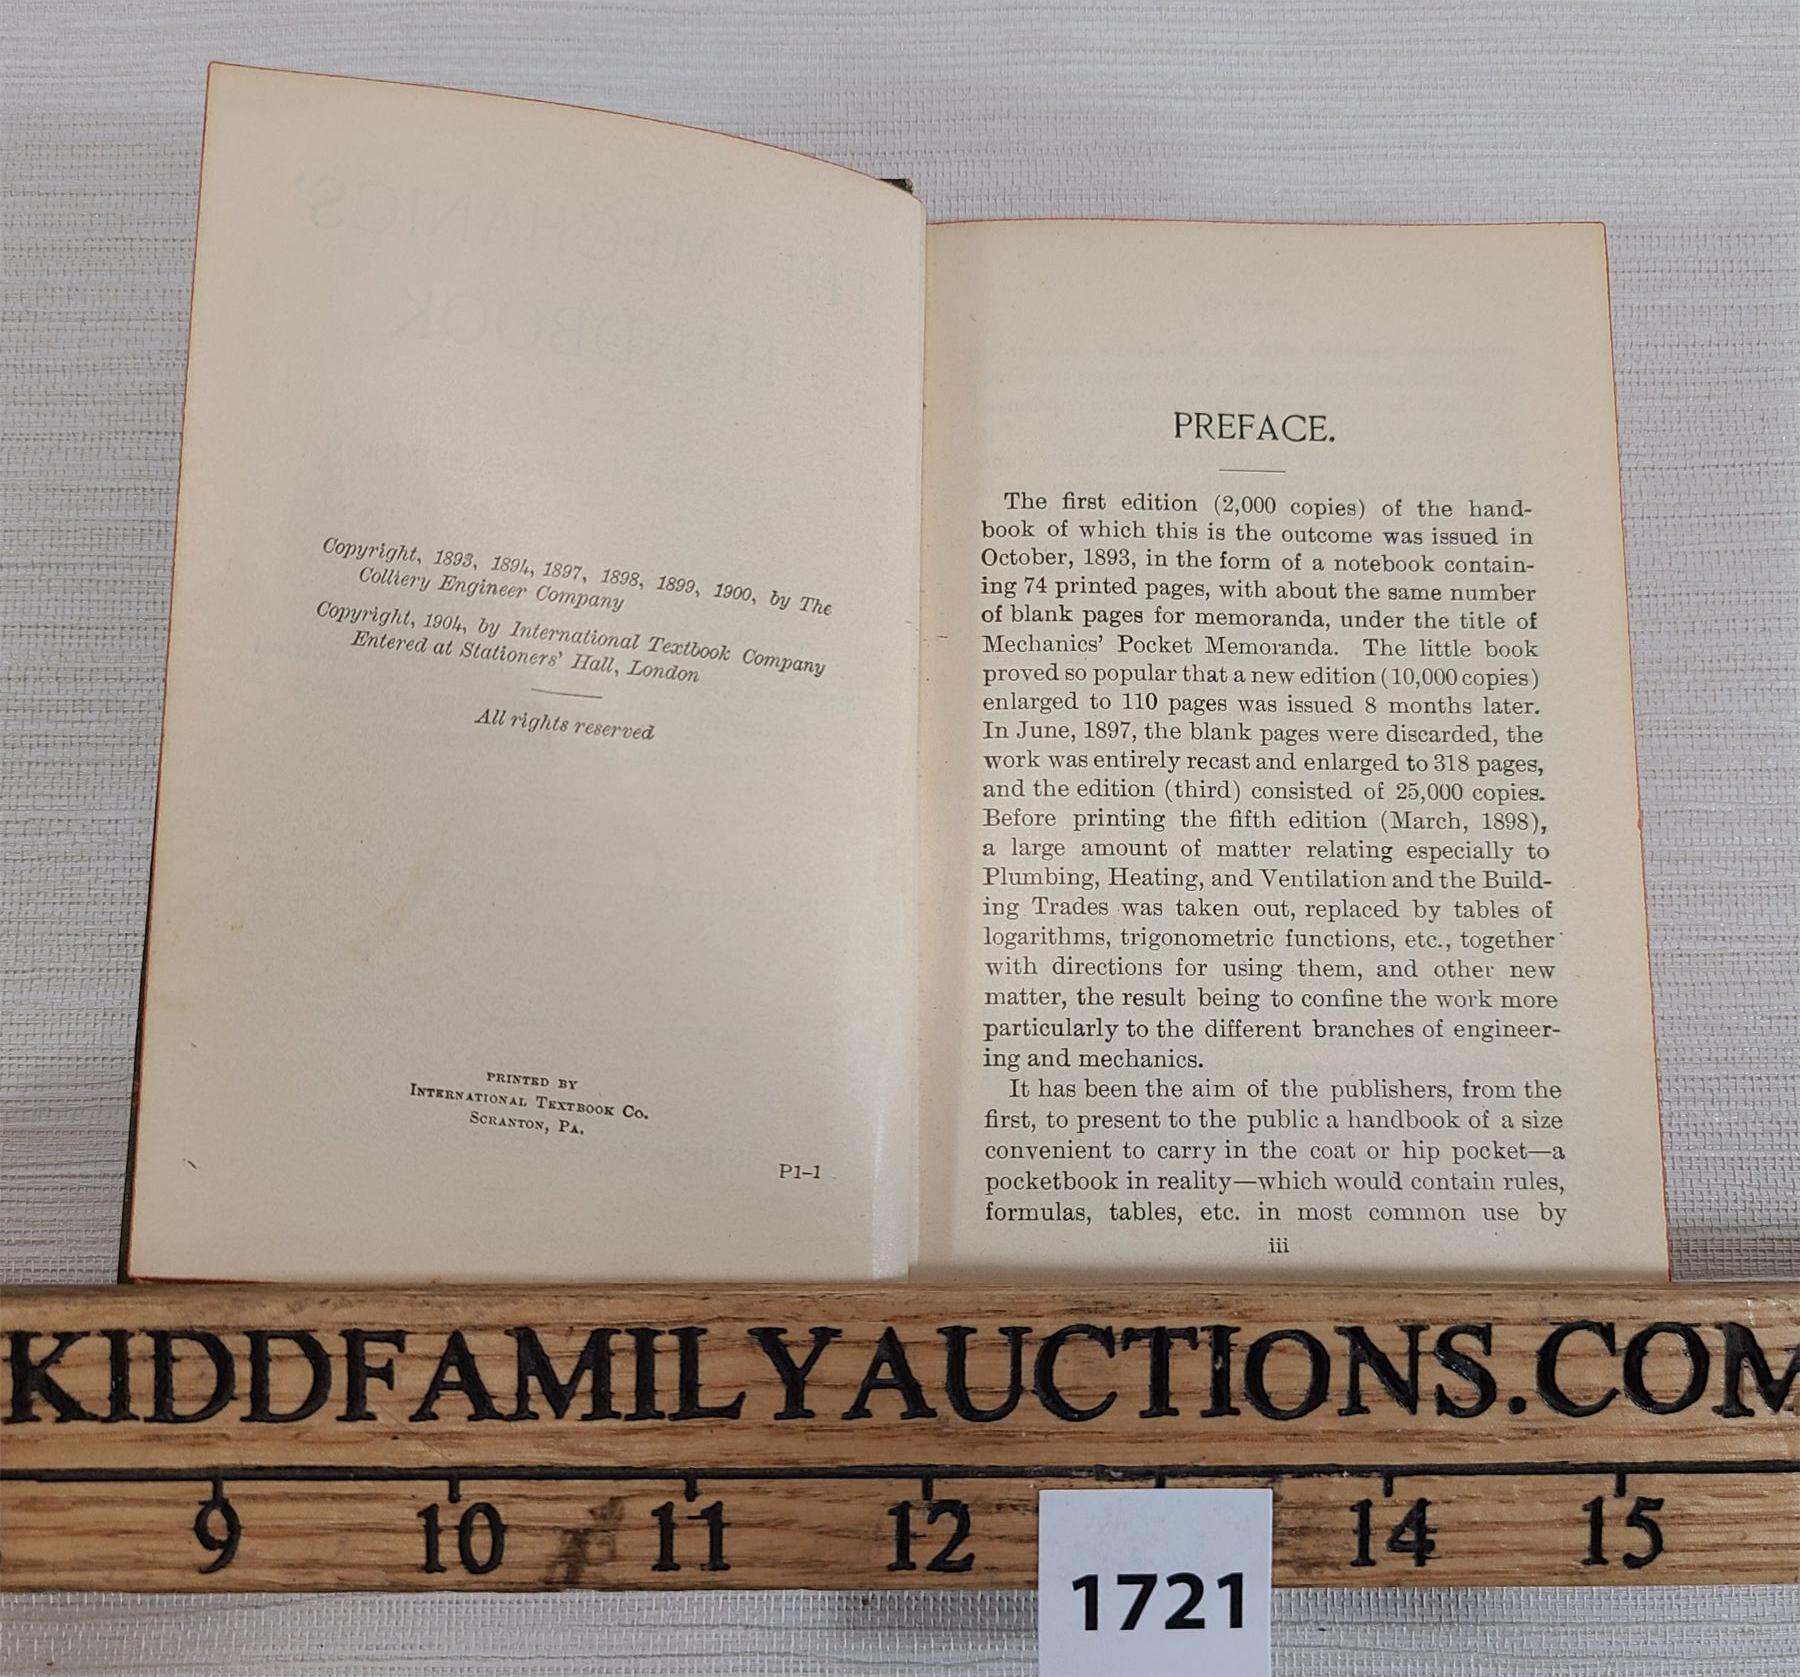 Copyright, 1893, 1894, 1897, 1898, 1899, 1900, by The
Colliery Engineer Company
Copyright, 1904, by International Textbook Company
Entered at Stationers' Hall, London
All rights reserved
PRINTED BY
INTERNATIONAL TEXTBOOK CO.
SCRANTON, PA.
P1-1
PREFACE.
The first edition (2,000 copies) of the hand-
book of which this is the outcome was issued in
October, 1893, in the form of a notebook contain-
ing 74 printed pages, with about the same number
of blank pages for memoranda, under the title of
Mechanics' Pocket Memoranda. The little book
proved so popular that a new edition (10,000 copies)
enlarged to 110 pages was issued 8 months later.
In June, 1897, the blank pages were discarded, the
work was entirely recast and enlarged to 318 pages,
and the edition (third) consisted of 25,000 copies.
Before printing the fifth edition (March, 1898),
a large amount of matter relating especially to
Plumbing, Heating, and Ventilation and the Build-
ing Trades was taken out, replaced by tables of
logarithms, trigonometric functions, etc., together
with directions for using them, and other new
matter, the result being to confine the work more
particularly to the different branches of engineer-
ing and mechanics.
It has been the aim of the publishers, from the
first, to present to the public a handbook of a size
convenient to carry in the coat or hip pocket—a
pocketbook in reality—which would contain rules,
formulas, tables, etc. in most common use by
iii
KIDDFAMILYAUCTIONS.COM
9 10 11 12 14 15
1721